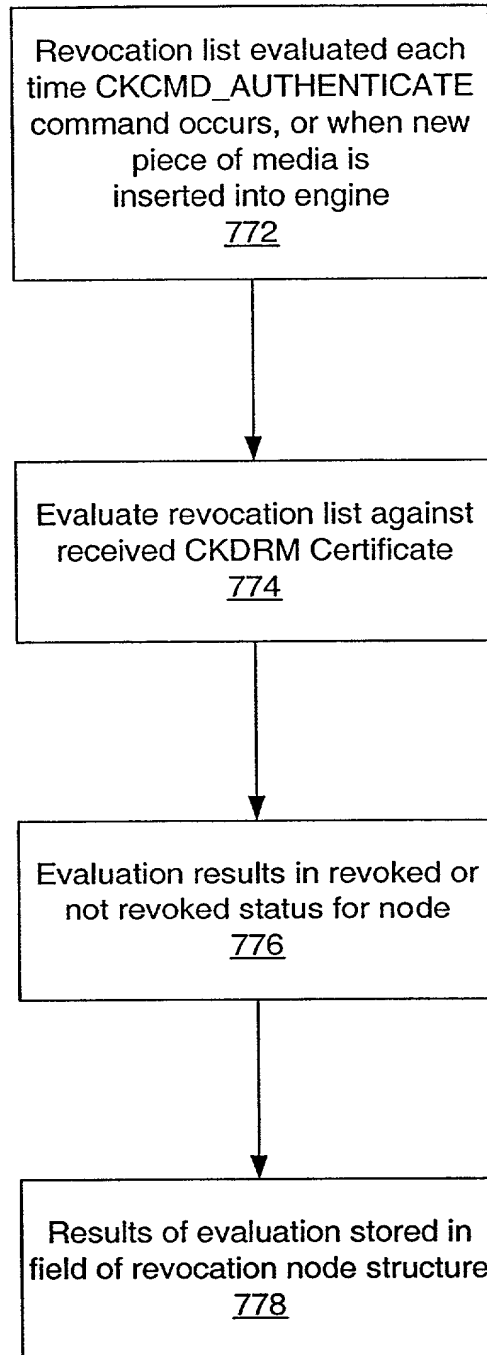 Revocation list evaluated each
time CKCMD_AUTHENTICATE
command occurs, or when new
piece of media is
inserted into engine
772
Evaluate revocation list against
received CKDRM Certificate
774
Evaluation results in revoked or
not revoked status for node
776
Results of evaluation stored in
field of revocation node structure
778